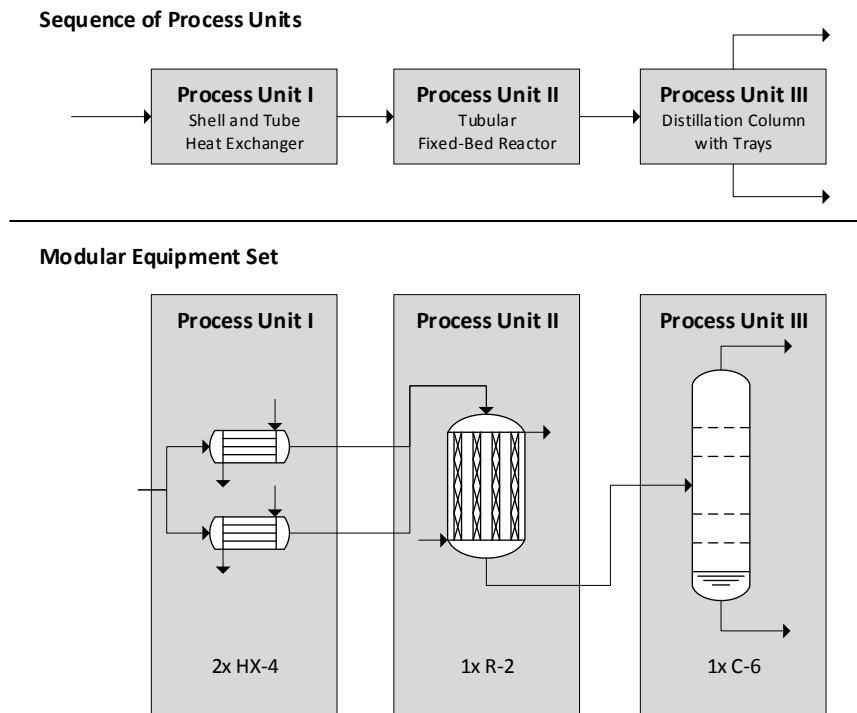 Sequence of Process Units
Process Unit I
Shell and Tube
Heat Exchanger
Process Unit II
Tubular
Fixed-Bed Reactor
Process Unit III
Distillation Column
with Trays
Modular Equipment Set
Process Unit I
Process Unit II
Process Unit III
2x HX-4
1x R-2
1x C-6